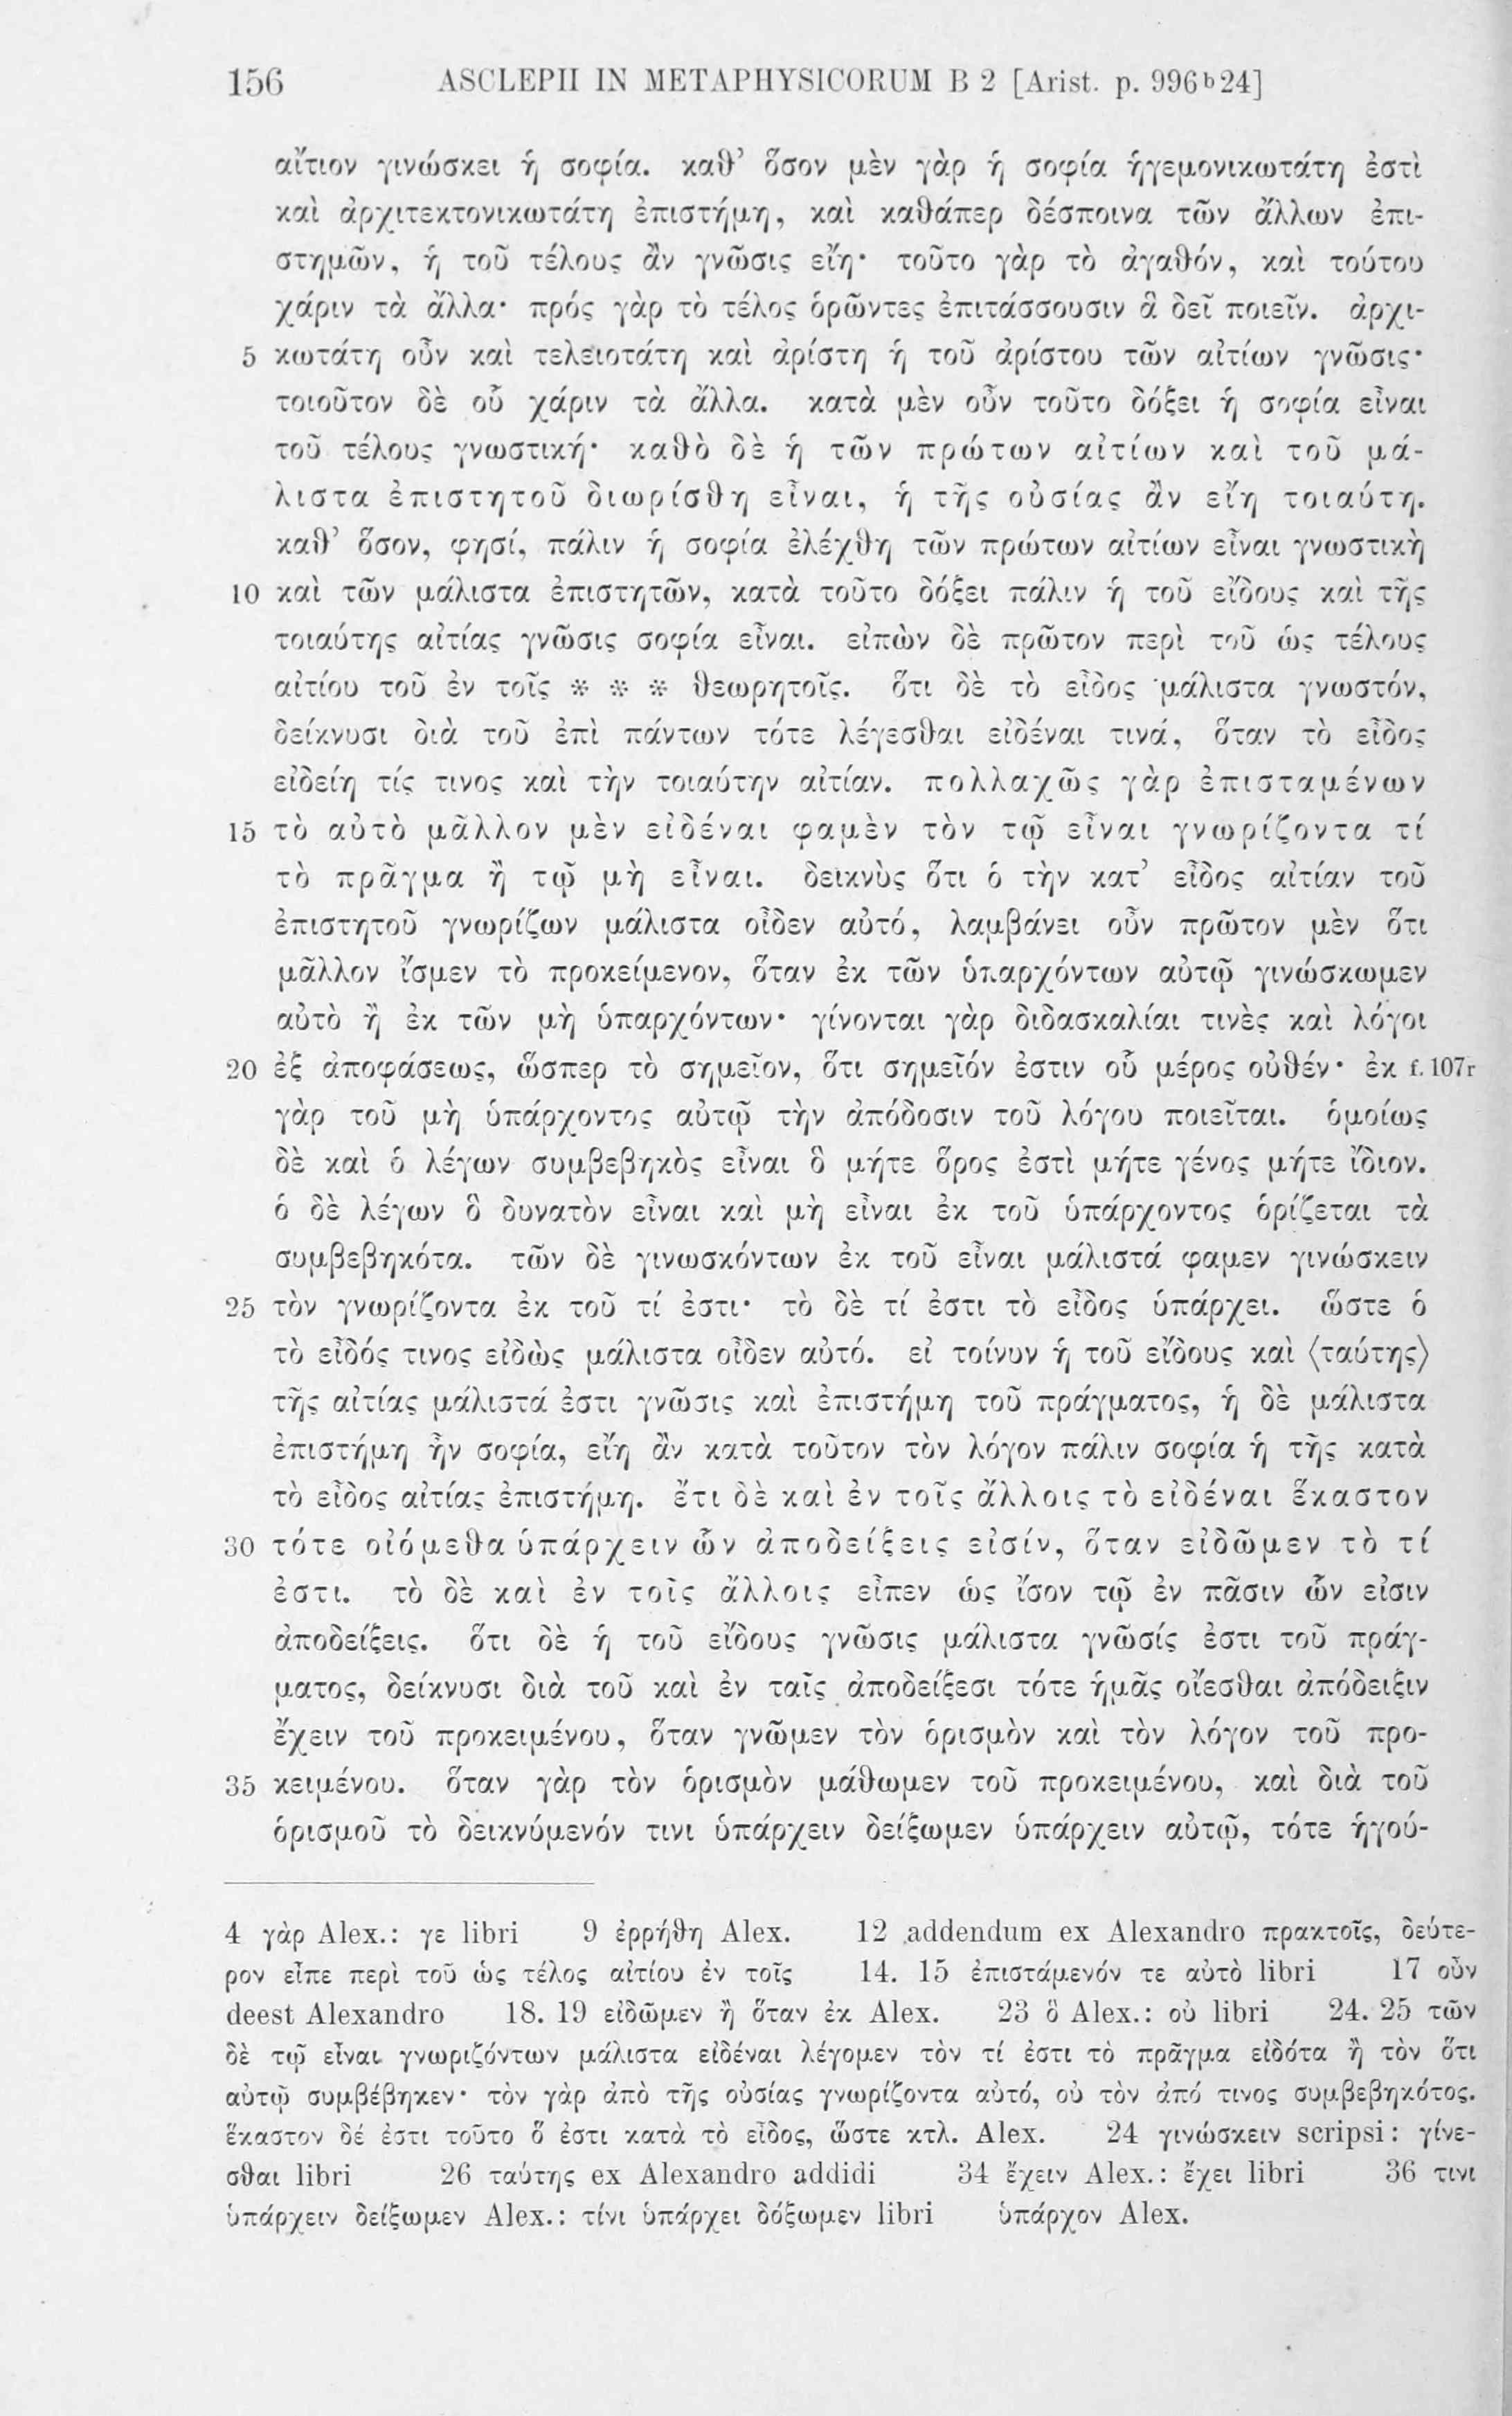 156 ASCLEPII IN METAPHYSICORUM B 2 [Arist. p. 996b24]
αἴτιον γινώσκει ἡ σοφία. καθ’ ὅσον μὲν γὰρ ἡ σοφία ἡγεμονικωτάτη ἐστὶ
καὶ ἀρχιτεκτονικωτάτη ἐπιστήμη, καὶ καθάπερ δέσποινα τῶν ἄλλων ἐπι-
στημῶν, ἡ τοῦ τέλους ἂν γνῶσις εἴη· τοῦτο γὰρ τὸ ἀγαθόν, καὶ τούτου
χάριν τὰ ἄλλα· πρός γὰρ τὸ τέλος ὁρῶντες ἐπιτάσσουσιν ἃ δεῖ ποιεῖν. ἀρχι-
5 κωτάτη οὖν καὶ τελειοτάτη καὶ ἀρίστη ἡ τοῦ ἀρίστου τῶν αἰτίων γνῶσις·
τοιοῦτον δὲ οὗ χάριν τὰ ἄλλα. κατὰ μὲν οὖν τοῦτο δόξει ἡ σοφία εἶναι
τοῦ τέλους γνωστική· καθὸ δὲ ἡ τῶν πρώτων αἰτίων καὶ τοῦ μά-
λιστα ἐπιστητοῦ διωρίσθη εἶναι, ἡ τῆς οὐσίας ἂν εἴη τοιαύτη.
καθ’ ὅσον, φησί, πάλιν ἡ σοφία ἐλέχθη τῶν πρώτων αἰτίων εἶναι γνωστικὴ
10 καὶ τῶν μάλιστα ἐπιστητῶν, κατὰ τοῦτο δόξει πάλιν ἡ τοῦ εἴδους καὶ τῆς
τοιαύτης αἰτίας γνῶσις σοφία εἶναι. εἰπὼν δὲ πρῶτον περὶ τοῦ ὡς τέλους
αἰτίου τοῦ ἐν τοῖς * * * θεωρητοῖς. ὅτι δὲ τὸ εἶδος μάλιστα γνωστόν,
δείκνυσι διὰ τοῦ ἐπὶ πάντων τότε λέγεσθαι εἰδέναι τινά, ὅταν τὸ εἶδος
εἰδείη τίς τινος καὶ τὴν τοιαύτην αἰτίαν. πολλαχῶς γὰρ ἐπισταμένων
15 τὸ αὐτὸ μᾶλλον μὲν εἰδέναι φαμὲν τὸν τῷ εἶναι γνωρίζοντα τί
τὸ πρᾶγμα ἢ τῷ μὴ εἶναι. δεικνὺς ὅτι ὁ τὴν κατ’ εἶδος αἰτίαν τοῦ
ἐπιστητοῦ γνωρίζων μάλιστα οἶδεν αὐτό, λαμβάνει οὖν πρῶτον μὲν ὅτι
μᾶλλον ἴσμεν τὸ προκείμενον, ὅταν ἐκ τῶν ὑπαρχόντων αὐτῷ γινώσκωμεν
αὐτὸ ἢ ἐκ τῶν μὴ ὑπαρχόντων· γίνονται γὰρ διδασκαλίαι τινὲς καὶ λόγοι
20 ἐξ ἀποφάσεως, ὥσπερ τὸ σημεῖον, ὅτι σημεῖόν ἐστιν οὗ μέρος οὐθέν· ἐκ f. 107r
γὰρ τοῦ μὴ ὑπάρχοντος αὐτῷ τὴν ἀπόδοσιν τοῦ λόγου ποιεῖται. ὁμοίως
δὲ καὶ ὁ λέγων συμβεβηκὸς εἶναι ὃ μήτε ὅρος ἐστὶ μήτε γένος μήτε ἴδιον.
ὁ δὲ λέγων ὃ δυνατὸν εἶναι καὶ μὴ εἶναι ἐκ τοῦ ὑπάρχοντος ὁρίζεται τὰ
συμβεβηκότα. τῶν δὲ γινωσκόντων ἐκ τοῦ εἶναι μάλιστά φαμεν γινώσκειν
25 τὸν γνωρίζοντα ἐκ τοῦ τί ἐστι· τὸ δὲ τί ἐστι τὸ εἶδος ὑπάρχει. ὥστε ὁ
τὸ εἶδός τινος εἰδὼς μάλιστα οἶδεν αὐτό. εἰ τοίνυν ἡ τοῦ εἴδους καὶ ⟨ταύτης⟩
τῆς αἰτίας μάλιστά ἐστι γνῶσις καὶ ἐπιστήμη τοῦ πράγματος, ἡ δὲ μάλιστα
ἐπιστήμη ἦν σοφία, εἴη ἂν κατὰ τοῦτον τὸν λόγον πάλιν σοφία ἡ τῆς κατὰ
τὸ εἶδος αἰτίας ἐπιστήμη. ἔτι δὲ καὶ ἐν τοῖς ἄλλοις τὸ εἰδέναι ἕκαστον
30 τότε οἰόμεθα ὑπάρχειν ὧν ἀποδείξεις εἰσίν, ὅταν εἰδῶμεν τὸ τί
ἐστι. τὸ δὲ καὶ ἐν τοῖς ἄλλοις εἶπεν ὡς ἴσον τῷ ἐν πᾶσιν ὧν εἰσιν
ἀποδείξεις. ὅτι δὲ ἡ τοῦ εἴδους γνῶσις μάλιστα γνῶσίς ἐστι τοῦ πράγ-
ματος, δείκνυσι διὰ τοῦ καὶ ἐν ταῖς ἀποδείξεσι τότε ἡμᾶς οἴεσθαι ἀπόδειξιν
ἔχειν τοῦ προκειμένου, ὅταν γνῶμεν τὸν ὁρισμὸν καὶ τὸν λόγον τοῦ προ-
35 κειμένου. ὅταν γὰρ τὸν ὁρισμὸν μάθωμεν τοῦ προκειμένου, καὶ διὰ τοῦ
ὁρισμοῦ τὸ δεικνύμενόν τινι ὑπάρχειν δείξωμεν ὑπάρχειν αὐτῷ, τότε ἡγού-
4 γὰρ Alex.: γε libri 9 ἐρρήθη Alex. 12 addendum ex Alexandro πρακτοῖς, δεύτε-
ρον εἶπε περὶ τοῦ ὡς τέλος αἰτίου ἐν τοῖς 14. 15 ἐπιστάμενόν τε αὐτὸ libri 17 οὖν
deest Alexandro 18. 19 εἰδῶμεν ἢ ὅταν ἐκ Alex. 23 ὃ Alex.: οὐ libri 24. 25 τῶν
δὲ τῷ εἶναι γνωριζόντων μάλιστα εἰδέναι λέγομεν τὸν τί ἐστι τὸ πρᾶγμα εἰδότα ἢ τὸν ὅτι
αὐτῷ συμβέβηκεν· τὸν γὰρ ἀπὸ τῆς οὐσίας γνωρίζοντα αὐτό, οὐ τὸν ἀπό τινος συμβεβηκότος.
ἕκαστον δέ ἐστι τοῦτο ὅ ἐστι κατὰ τὸ εἶδος, ὥστε κτλ. Alex. 24 γινώσκειν scripsi: γίνε-
σθαι libri 26 ταύτης ex Alexandro addidi 34 ἔχειν Alex.: ἔχει libri 36 τινι
ὑπάρχειν δείξωμεν Alex.: τίνι ὑπάρχει δόξωμεν libri ὑπάρχον Alex.